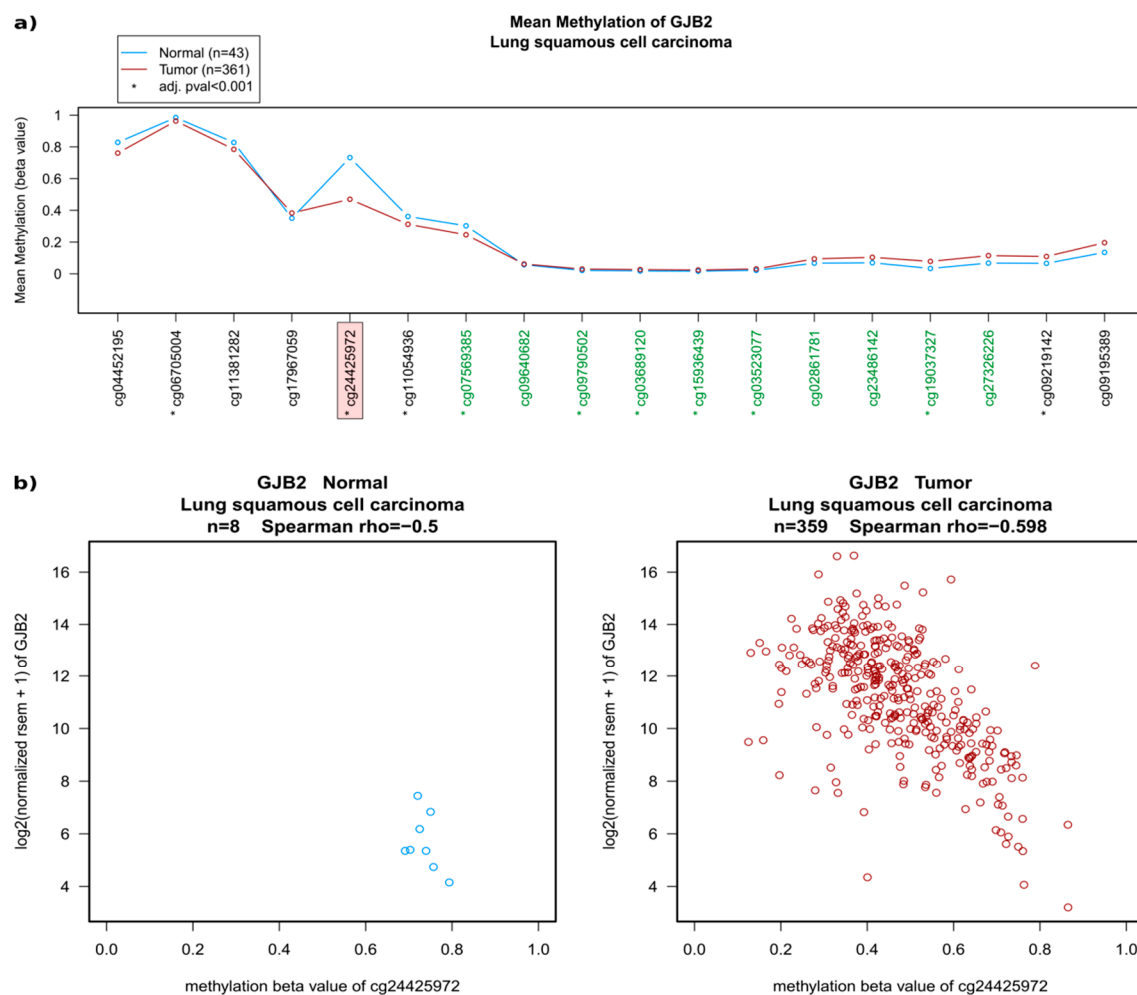 a)
Mean Methylation of GJB2
Lung squamous cell carcinoma
Normal (n=43)
Tumor (n=361)
* adj. pval<0.001
Mean Methylation (beta value)
1
0.8
0.6
0.4
0.2
0
cg04452195
* cg06705004
cg11381282
cg17967059
* cg24425972
* cg11054936
* cg07569385
cg09640682
* cg09790502
* cg03689120
* cg15936439
* cg03523077
cg02861781
cg23486142
* cg19037327
cg27326226
* cg09219142
cg09195389
b)
GJB2 Normal
Lung squamous cell carcinoma
n=8 Spearman rho=−0.5
log2(normalized rsem + 1) of GJB2
16
14
12
10
8
6
4
0.0 0.2 0.4 0.6 0.8 1.0
methylation beta value of cg24425972
GJB2 Tumor
Lung squamous cell carcinoma
n=359 Spearman rho=−0.598
log2(normalized rsem + 1) of GJB2
16
14
12
10
8
6
4
0.0 0.2 0.4 0.6 0.8 1.0
methylation beta value of cg24425972